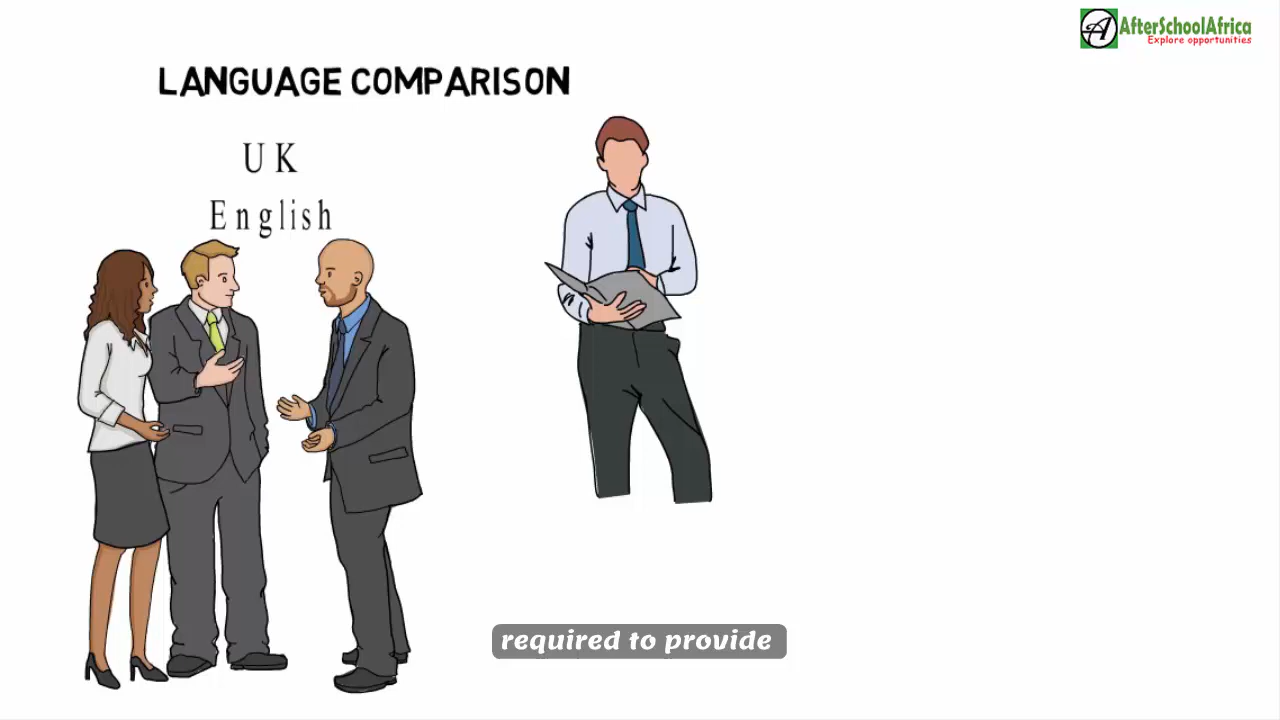 AfterSchoolAfrica
Explore opportunities
LANGUAGE COMPARISON
UK
English
required to provide